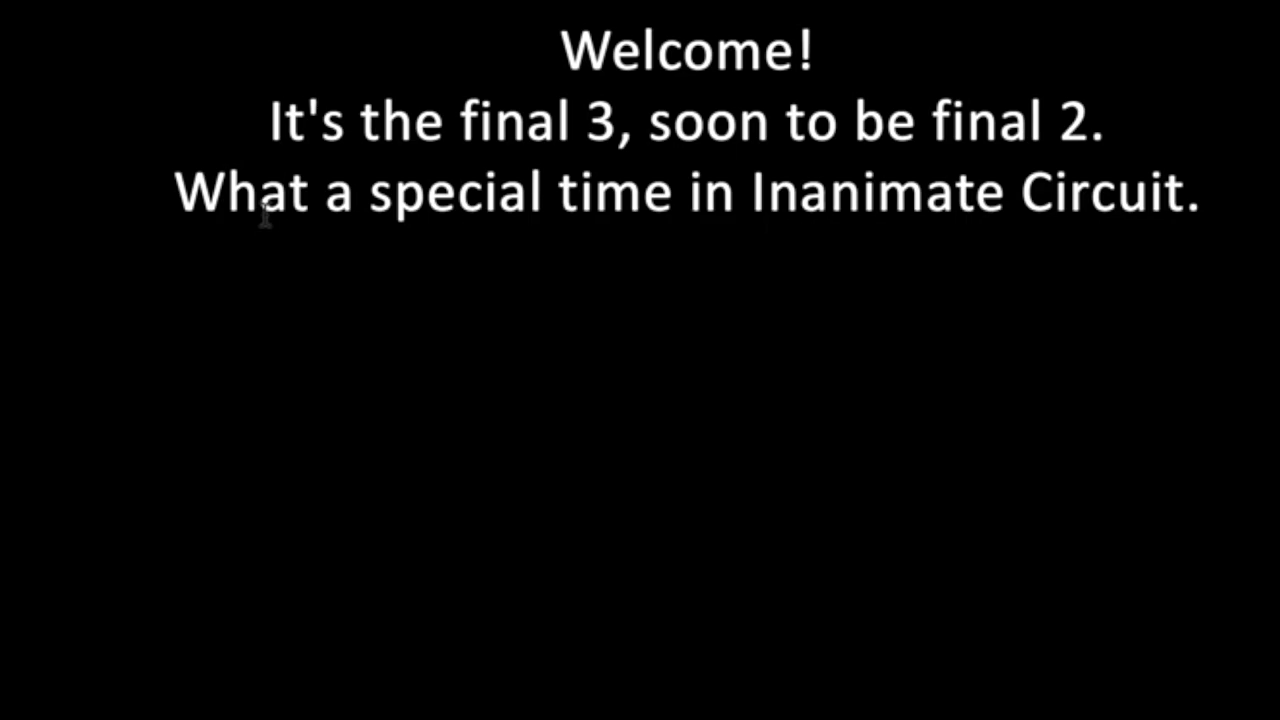 Welcome!
It's the final 3, soon to be final 2.
What a special time in Inanimate Circuit.